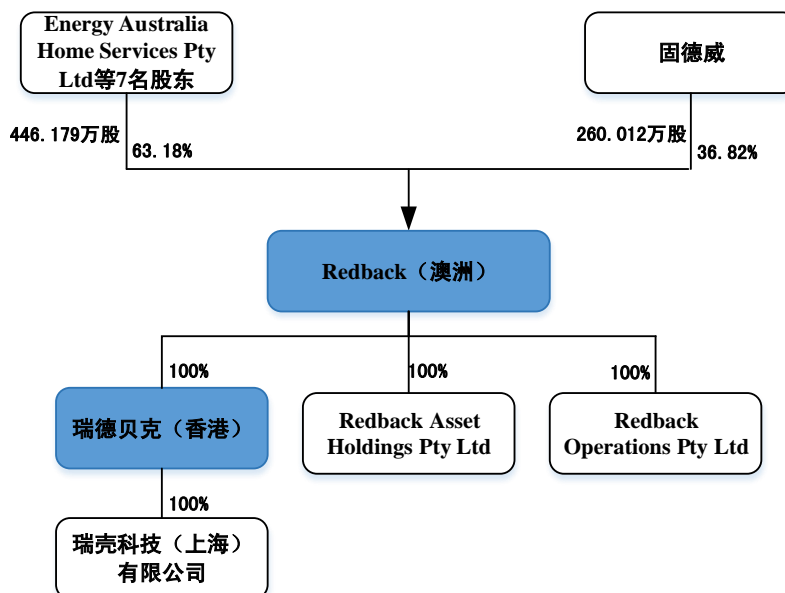 Energy Australia
Home Services Pty
Ltd等7名股东
固德威
446.179万股
63.18%
260.012万股
36.82%
Redback（澳洲）
100%
100%
100%
瑞德贝克（香港）
Redback Asset
Holdings Pty Ltd
Redback
Operations Pty Ltd
100%
瑞壳科技（上海）
有限公司